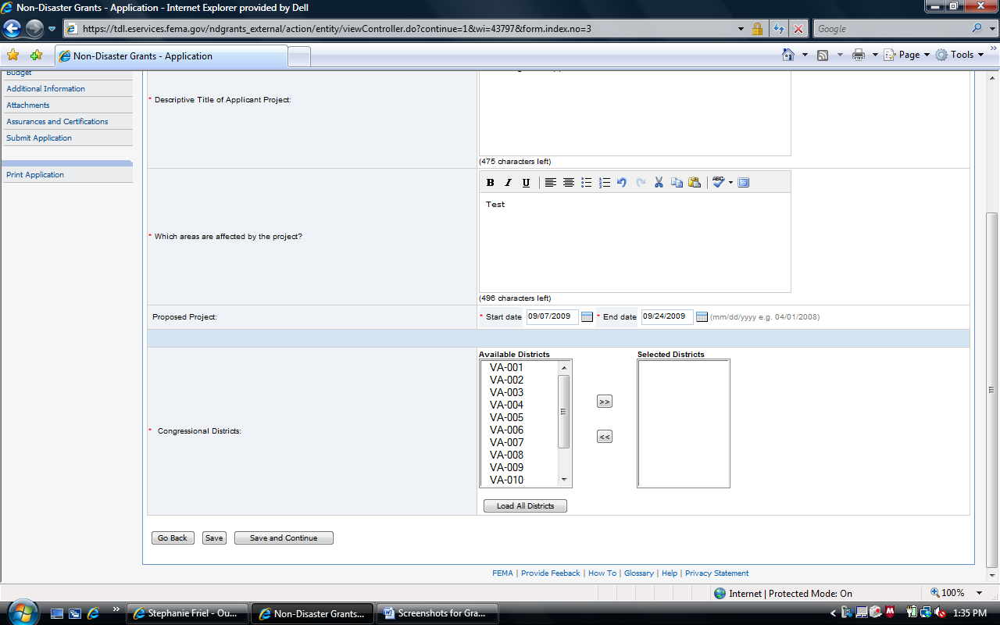 Non-Disaster Grants - Application - Internet Explorer provided by Dell
https://tdl.eservices.fema.gov/ndgrants_external/action/entity/viewController.do?continue=1&wi=43797&form.index.no=3
Google
Non-Disaster Grants - Application
Page
Tools
Budget
Additional Information
Attachments
Assurances and Certifications
Submit Application
Print Application
* Descriptive Title of Applicant Project:
(475 characters left)
B I U
ABC
Test
* Which areas are affected by the project?
(496 characters left)
Proposed Project:
* Start date 09/07/2009 * End date 09/24/2009 (mm/dd/yyyy e.g. 04/01/2008)
Available Districts
Selected Districts
VA-001
VA-002
VA-003
VA-004
VA-005
VA-006
VA-007
VA-008
VA-009
VA-010
>>
<<
* Congressional Districts:
Load All Districts
Go Back Save Save and Continue
FEMA | Provide Feeback | How To | Glossary | Help | Privacy Statement
Internet | Protected Mode: On
100%
Stephanie Friel - Ou...
Non-Disaster Grants...
Screenshots for Gra...
1:35 PM